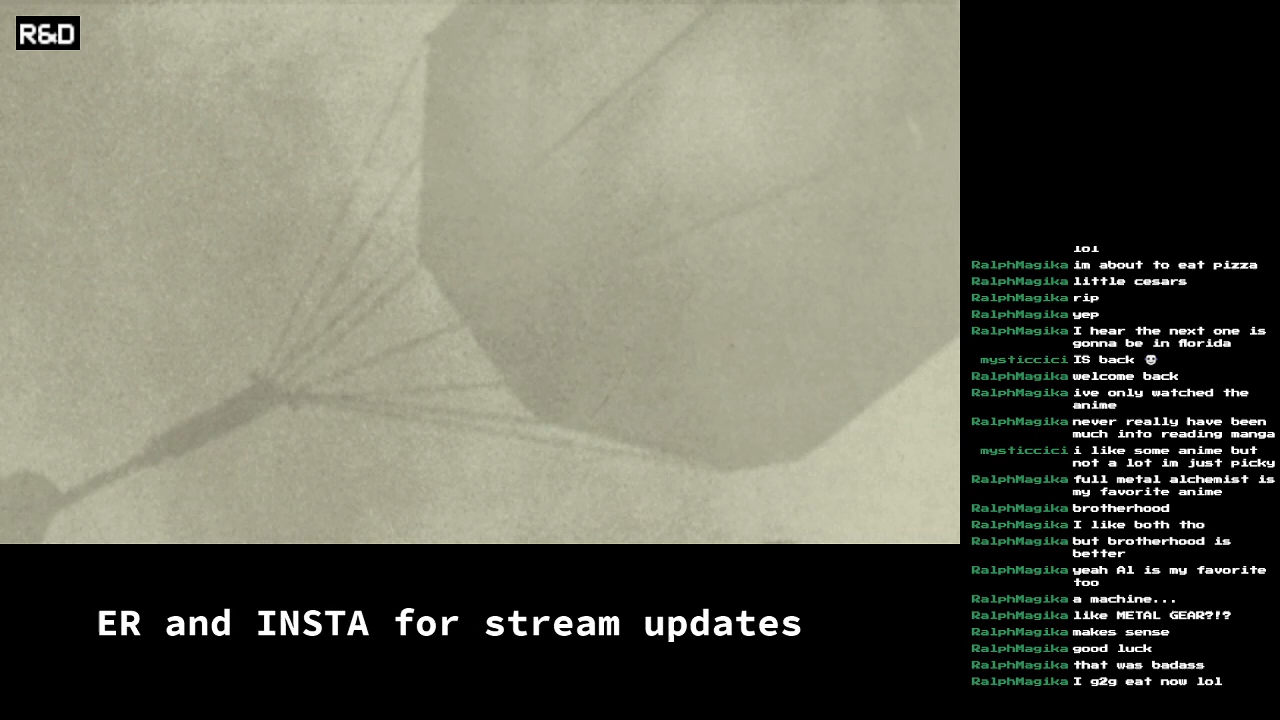 R&D
lol
RalphMagika im about to eat pizza
RalphMagika little cesars
RalphMagika rip
RalphMagika yep
RalphMagika I hear the next one is
gonna be in florida
mysticcici IS back 💀
RalphMagika welcome back
RalphMagika ive only watched the
anime
RalphMagika never really have been
much into reading manga
mysticcici i like some anime but
not a lot im just picky
RalphMagika full metal alchemist is
my favorite anime
RalphMagika brotherhood
RalphMagika I like both tho
RalphMagika but brotherhood is
better
RalphMagika yeah Al is my favorite
too
RalphMagika a machine...
RalphMagika like METAL GEAR?!?
RalphMagika makes sense
RalphMagika good luck
RalphMagika that was badass
RalphMagika I g2g eat now lol
ER and INSTA for stream updates